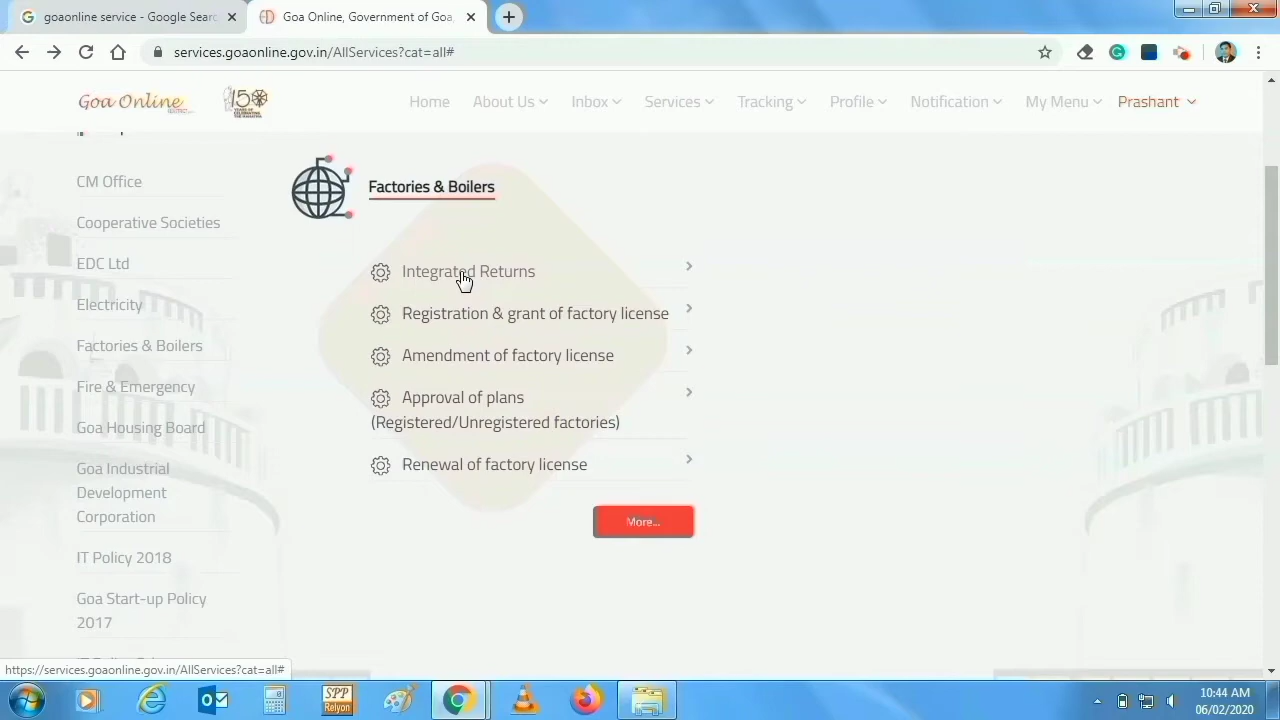 goaonline service - Google Sear
Goa Online, Government of Goa,
services.goaonline.gov.in/AllServices?cat=all#
Goa Online
150
Home
About Us
Inbox
Services
Tracking
Profile
Notification
My Menu
Prashant
CM Office
Cooperative Societies
EDC Ltd
Electricity
Factories & Boilers
Fire & Emergency
Goa Housing Board
Goa Industrial
Development
Corporation
IT Policy 2018
Goa Start-up Policy
2017
Factories & Boilers
Integrated Returns
Registration & grant of factory license
Amendment of factory license
Approval of plans
(Registered/Unregistered factories)
Renewal of factory license
More...
https://services.goaonline.gov.in/AllServices?cat=all#
SPP
Relyon
10:44 AM
06/02/2020